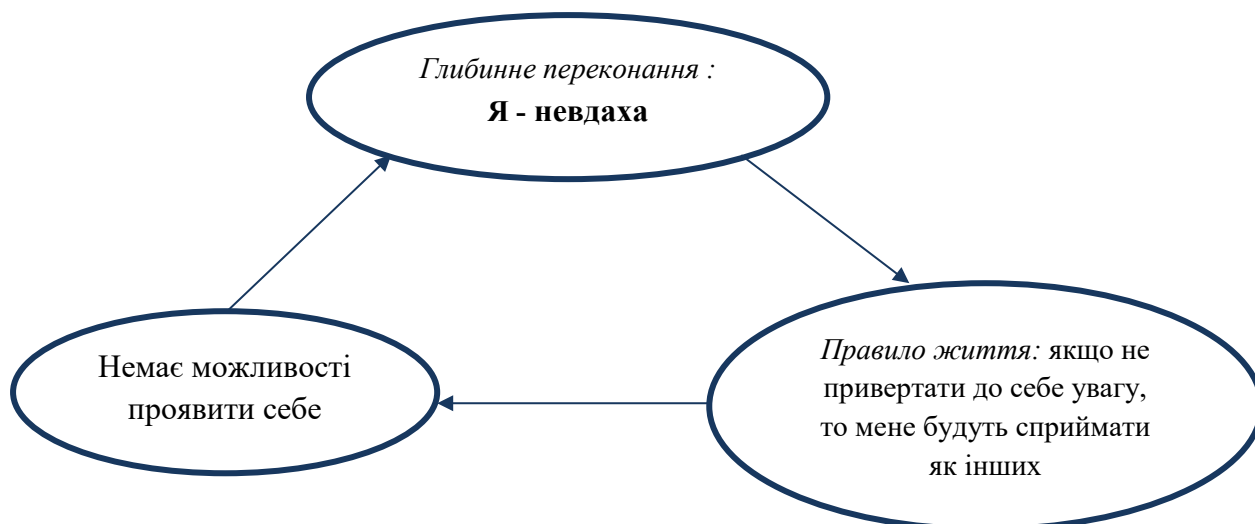 Глибинне переконання :
Я - невдаха
Немає можливості
проявити себе
Правило життя: якщо не
привертати до себе увагу,
то мене будуть сприймати
як інших